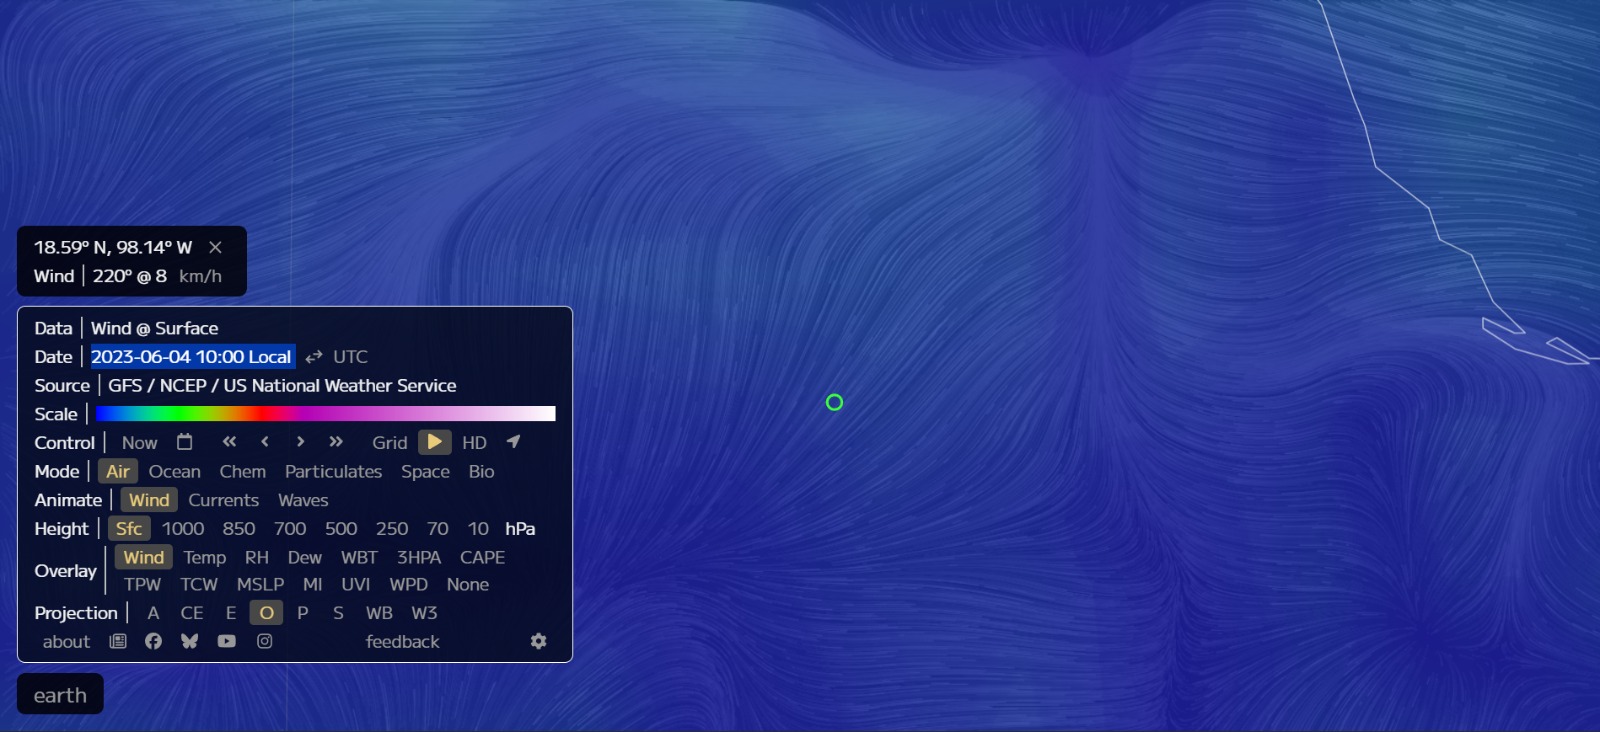 18.59° N, 98.14° W ×
Wind | 220° @ 8 km/h
Data | Wind @ Surface
Date | 2023-06-04 10:00 Local ⇄ UTC
Source | GFS / NCEP / US National Weather Service
Scale |
Control | Now « ‹ › » Grid HD
Mode | Air Ocean Chem Particulates Space Bio
Animate | Wind Currents Waves
Height | Sfc 1000 850 700 500 250 70 10 hPa
Overlay | Wind Temp RH Dew WBT 3HPA CAPE
TPW TCW MSLP MI UVI WPD None
Projection | A CE E O P S WB W3
about feedback
earth